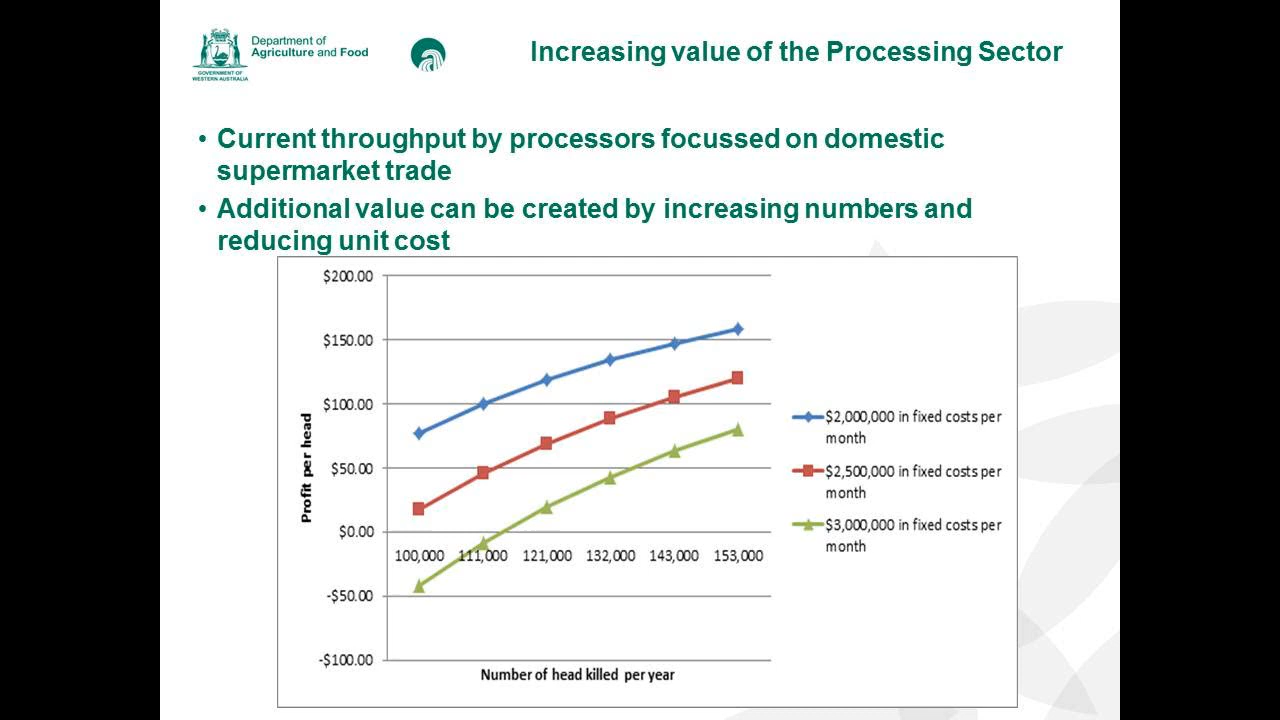 Department of
Agriculture and Food
GOVERNMENT OF
WESTERN AUSTRALIA
Increasing value of the Processing Sector
• Current throughput by processors focussed on domestic
supermarket trade
• Additional value can be created by increasing numbers and
reducing unit cost
$200.00
$150.00
$100.00
$50.00
$0.00
-$50.00
-$100.00
Profit per head
100,000 111,000 121,000 132,000 143,000 153,000
Number of head killed per year
$2,000,000 in fixed costs per
month
$2,500,000 in fixed costs per
month
$3,000,000 in fixed costs per
month